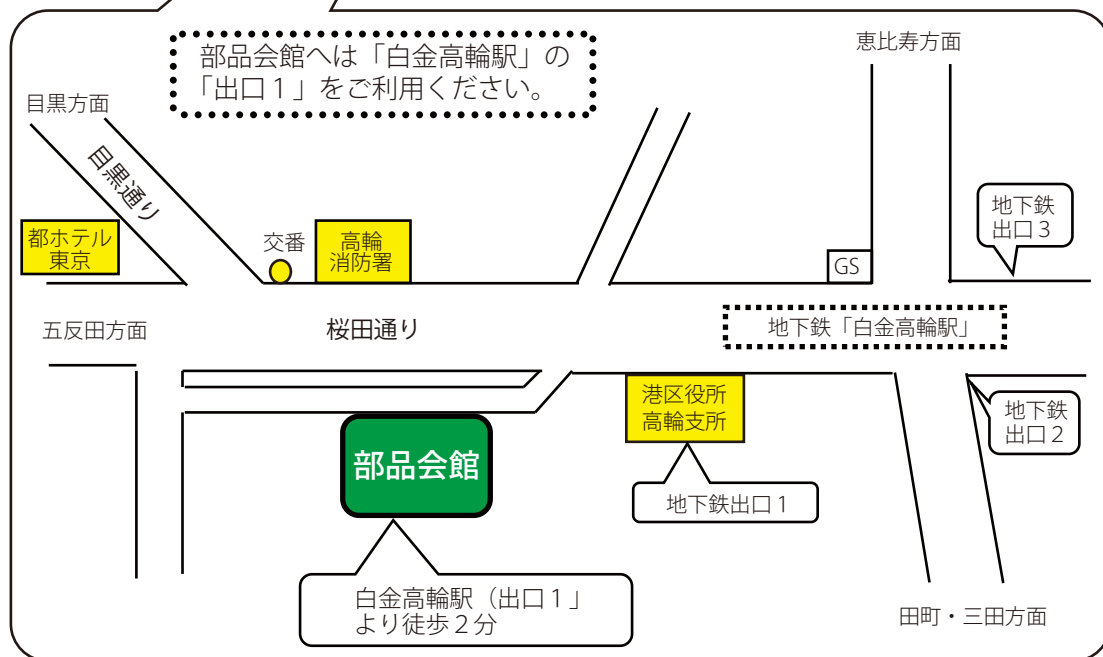 部品会館へは「白金高輪駅」の
「出口１」をご利用ください。
恵比寿方面
目黒方面
目黒通り
都ホテル
東京
交番
高輪
消防署
GS
地下鉄
出口３
五反田方面
桜田通り
地下鉄「白金高輪駅」
港区役所
高輪支所
地下鉄
出口２
部品会館
地下鉄出口１
白金高輪駅（出口１」
より徒歩２分
田町・三田方面